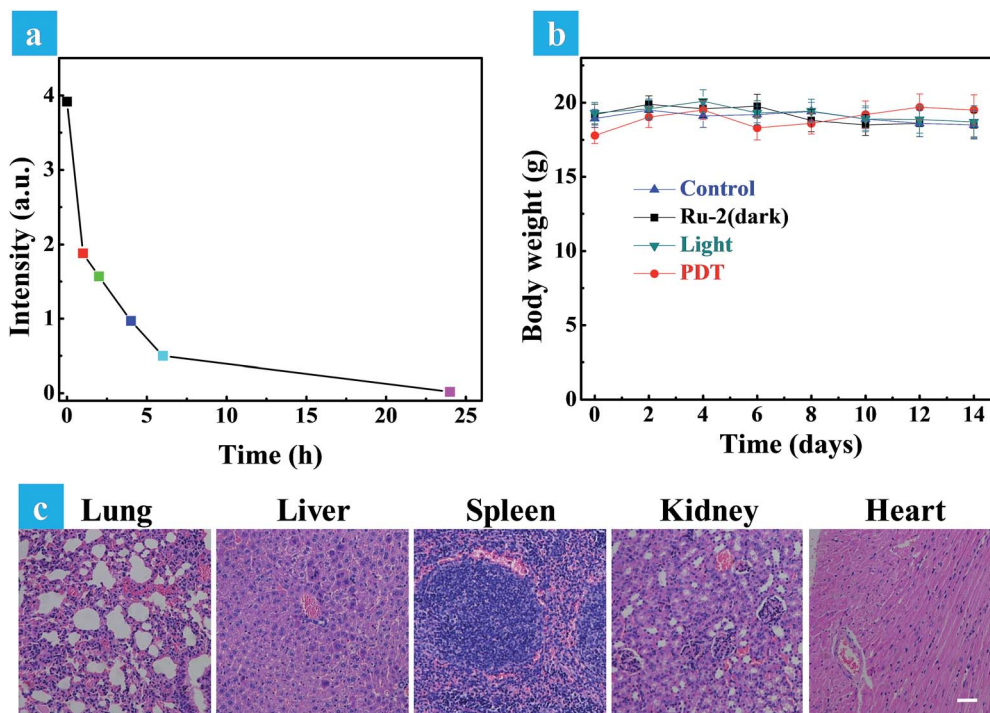 a
Intensity (a.u.)
4
3
2
1
0
0 5 10 15 20 25
Time (h)
b
Body weight (g)
20
15
10
5
0
Control
Ru-2(dark)
Light
PDT
0 2 4 6 8 10 12 14
Time (days)
c
Lung Liver Spleen Kidney Heart